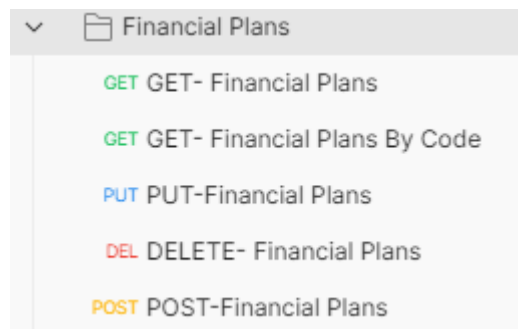 Financial Plans
GET GET- Financial Plans
GET GET- Financial Plans By Code
PUT PUT-Financial Plans
DEL DELETE- Financial Plans
POST POST-Financial Plans